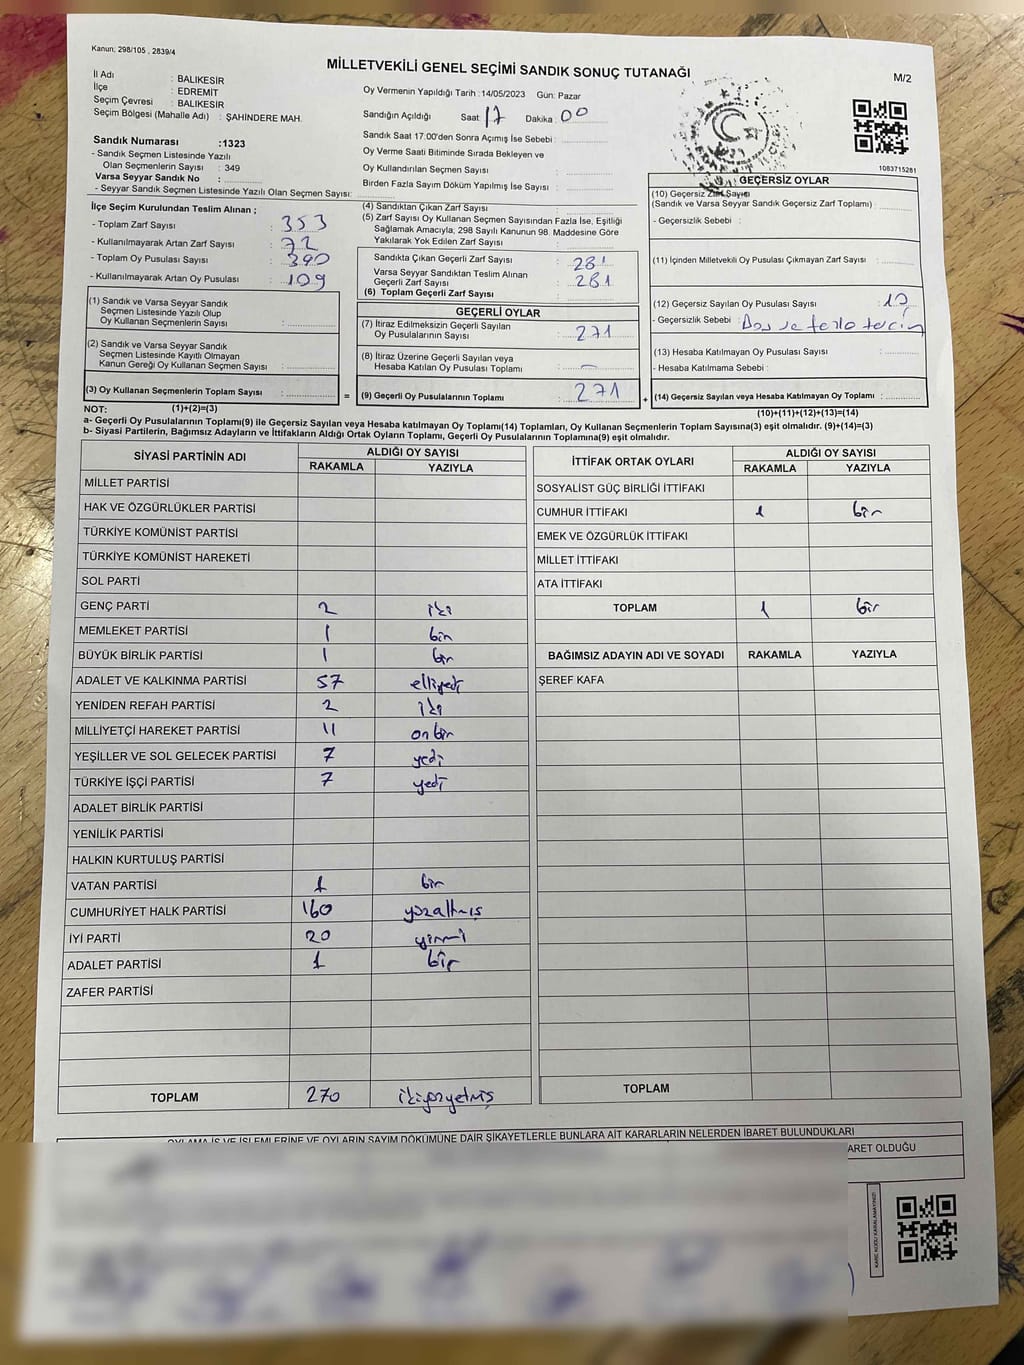 Kanun; 298/105 , 2839/4
MİLLETVEKİLİ GENEL SEÇİMİ SANDIK SONUÇ TUTANAĞI
M/2
İl Adı : BALIKESİR
İlçe : EDREMİT
Seçim Çevresi : BALIKESİR
Seçim Bölgesi (Mahalle Adı) : ŞAHİNDERE MAH.
Sandık Numarası :1323
- Sandık Seçmen Listesinde Yazılı
Olan Seçmenlerin Sayısı : 349
Varsa Seyyar Sandık No :
- Seyyar Sandık Seçmen Listesinde Yazılı Olan Seçmen Sayısı:
Oy Vermenin Yapıldığı Tarih :14/05/2023 Gün: Pazar
Sandığın Açıldığı Saat : 17 Dakika : 00
Sandık Saat 17:00'den Sonra Açımış İse Sebebi :
Oy Verme Saati Bitiminde Sırada Bekleyen ve
Oy Kullandırılan Seçmen Sayısı :
Birden Fazla Sayım Döküm Yapılmış İse Sayısı :
1083715281
İlçe Seçim Kurulundan Teslim Alınan ;
- Toplam Zarf Sayısı : 353
- Kullanılmayarak Artan Zarf Sayısı : 72
- Toplam Oy Pusulası Sayısı : 390
- Kullanılmayarak Artan Oy Pusulası : 109
(1) Sandık ve Varsa Seyyar Sandık
Seçmen Listesinde Yazılı Olup
Oy Kullanan Seçmenlerin Sayısı :
(2) Sandık ve Varsa Seyyar Sandık
Seçmen Listesinde Kayıtlı Olmayan
Kanun Gereği Oy Kullanan Seçmen Sayısı :
(3) Oy Kullanan Seçmenlerin Toplam Sayısı :
(4) Sandıktan Çıkan Zarf Sayısı :
(5) Zarf Sayısı Oy Kullanan Seçmen Sayısından Fazla İse, Eşitliği
Sağlamak Amacıyla, 298 Sayılı Kanunun 98. Maddesine Göre
Yakılarak Yok Edilen Zarf Sayısı :
Sandıkta Çıkan Geçerli Zarf Sayısı : 281
Varsa Seyyar Sandıktan Teslim Alınan
Geçerli Zarf Sayısı : 281
(6) Toplam Geçerli Zarf Sayısı :
GEÇERLİ OYLAR
(7) İtiraz Edilmeksizin Geçerli Sayılan
Oy Pusulalarının Sayısı : 271
(8) İtiraz Üzerine Geçerli Sayılan veya
Hesaba Katılan Oy Pusulası Toplamı : -
= (9) Geçerli Oy Pusulalarının Toplamı : 271 +
GEÇERSİZ OYLAR
(10) Geçersiz Zarf Sayısı
(Sandık ve Varsa Seyyar Sandık Geçersiz Zarf Toplamı) :
- Geçersizlik Sebebi :
(11) İçinden Milletvekili Oy Pusulası Çıkmayan Zarf Sayısı :
(12) Geçersiz Sayılan Oy Pusulası Sayısı :
- Geçersizlik Sebebi : Boş ve fazla tercih
(13) Hesaba Katılmayan Oy Pusulası Sayısı :
- Hesaba Katılmama Sebebi :
(14) Geçersiz Sayılan veya Hesaba Katılmayan Oy Toplamı :
NOT: (1)+(2)=(3) (10)+(11)+(12)+(13)=(14)
a- Geçerli Oy Pusulalarının Toplamı(9) ile Geçersiz Sayılan veya Hesaba katılmayan Oy Toplamı(14) Toplamları, Oy Kullanan Seçmenlerin Toplam Sayısına(3) eşit olmalıdır. (9)+(14)=(3)
b- Siyasi Partilerin, Bağımsız Adayların ve İttifakların Aldığı Ortak Oyların Toplamı, Geçerli Oy Pusulalarının Toplamına(9) eşit olmalıdır.
SİYASİ PARTİNİN ADI ALDIĞI OY SAYISI
RAKAMLA YAZIYLA
MİLLET PARTİSİ
HAK VE ÖZGÜRLÜKLER PARTİSİ
TÜRKİYE KOMÜNİST PARTİSİ
TÜRKİYE KOMÜNİST HAREKETİ
SOL PARTİ
GENÇ PARTİ 2 iki
MEMLEKET PARTİSİ 1 bir
BÜYÜK BİRLİK PARTİSİ 1 bir
ADALET VE KALKINMA PARTİSİ 57 elliyedi
YENİDEN REFAH PARTİSİ 2 iki
MİLLİYETÇİ HAREKET PARTİSİ 11 onbir
YEŞİLLER VE SOL GELECEK PARTİSİ 7 yedi
TÜRKİYE İŞÇİ PARTİSİ 7 yedi
ADALET BİRLİK PARTİSİ
YENİLİK PARTİSİ
HALKIN KURTULUŞ PARTİSİ
VATAN PARTİSİ 1 bir
CUMHURİYET HALK PARTİSİ 160 yüzaltmış
İYİ PARTİ 20 yirmi
ADALET PARTİSİ 1 bir
ZAFER PARTİSİ
TOPLAM 270 ikiyüzyetmiş
İTTİFAK ORTAK OYLARI ALDIĞI OY SAYISI
RAKAMLA YAZIYLA
SOSYALİST GÜÇ BİRLİĞİ İTTİFAKI
CUMHUR İTTİFAKI 1 bir
EMEK VE ÖZGÜRLÜK İTTİFAKI
MİLLET İTTİFAKI
ATA İTTİFAKI
TOPLAM 1 bir
BAĞIMSIZ ADAYIN ADI VE SOYADI RAKAMLA YAZIYLA
ŞEREF KAFA
TOPLAM
OYLAMA İŞ VE İŞLEMLERİNE VE OYLARIN SAYIM DÖKÜMÜNE DAİR ŞİKAYETLERLE BUNLARA AİT KARARLARIN NELERDEN İBARET BULUNDUKLARI
ARET OLDUĞU
KARE KODU KARALAMAYINIZ!